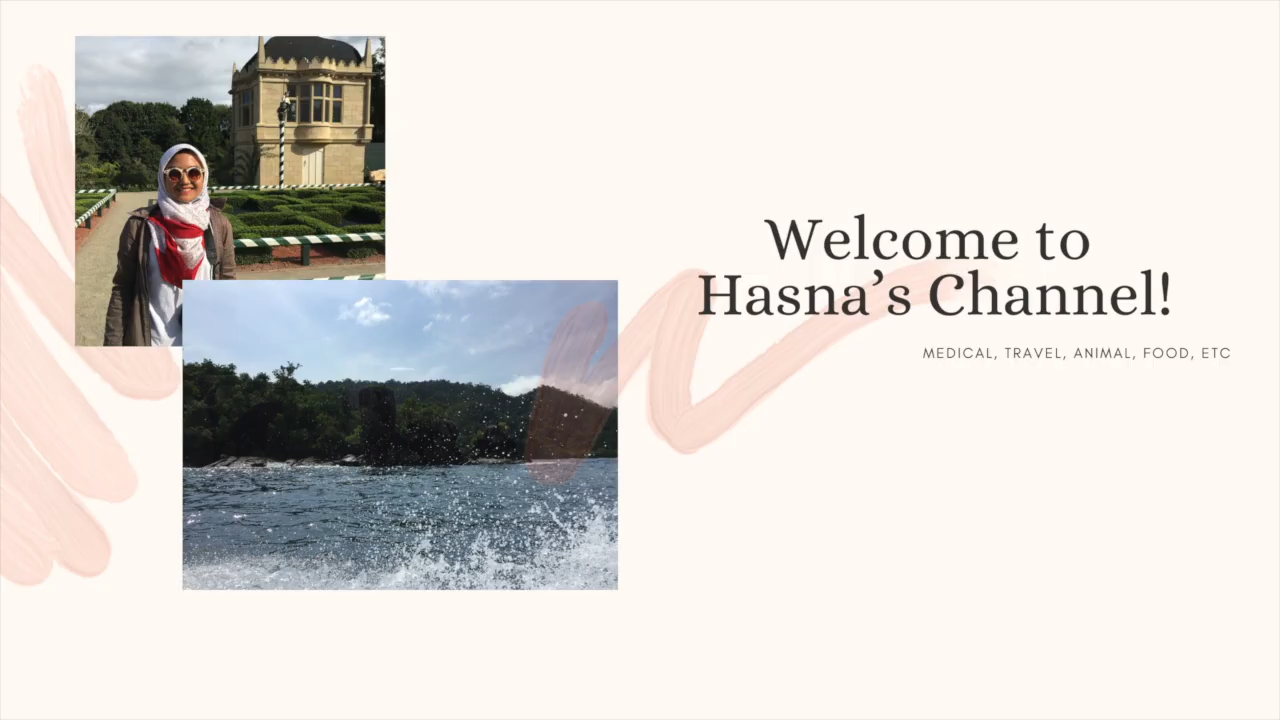 Welcome to
Hasna’s Channel!
MEDICAL, TRAVEL, ANIMAL, FOOD, ETC